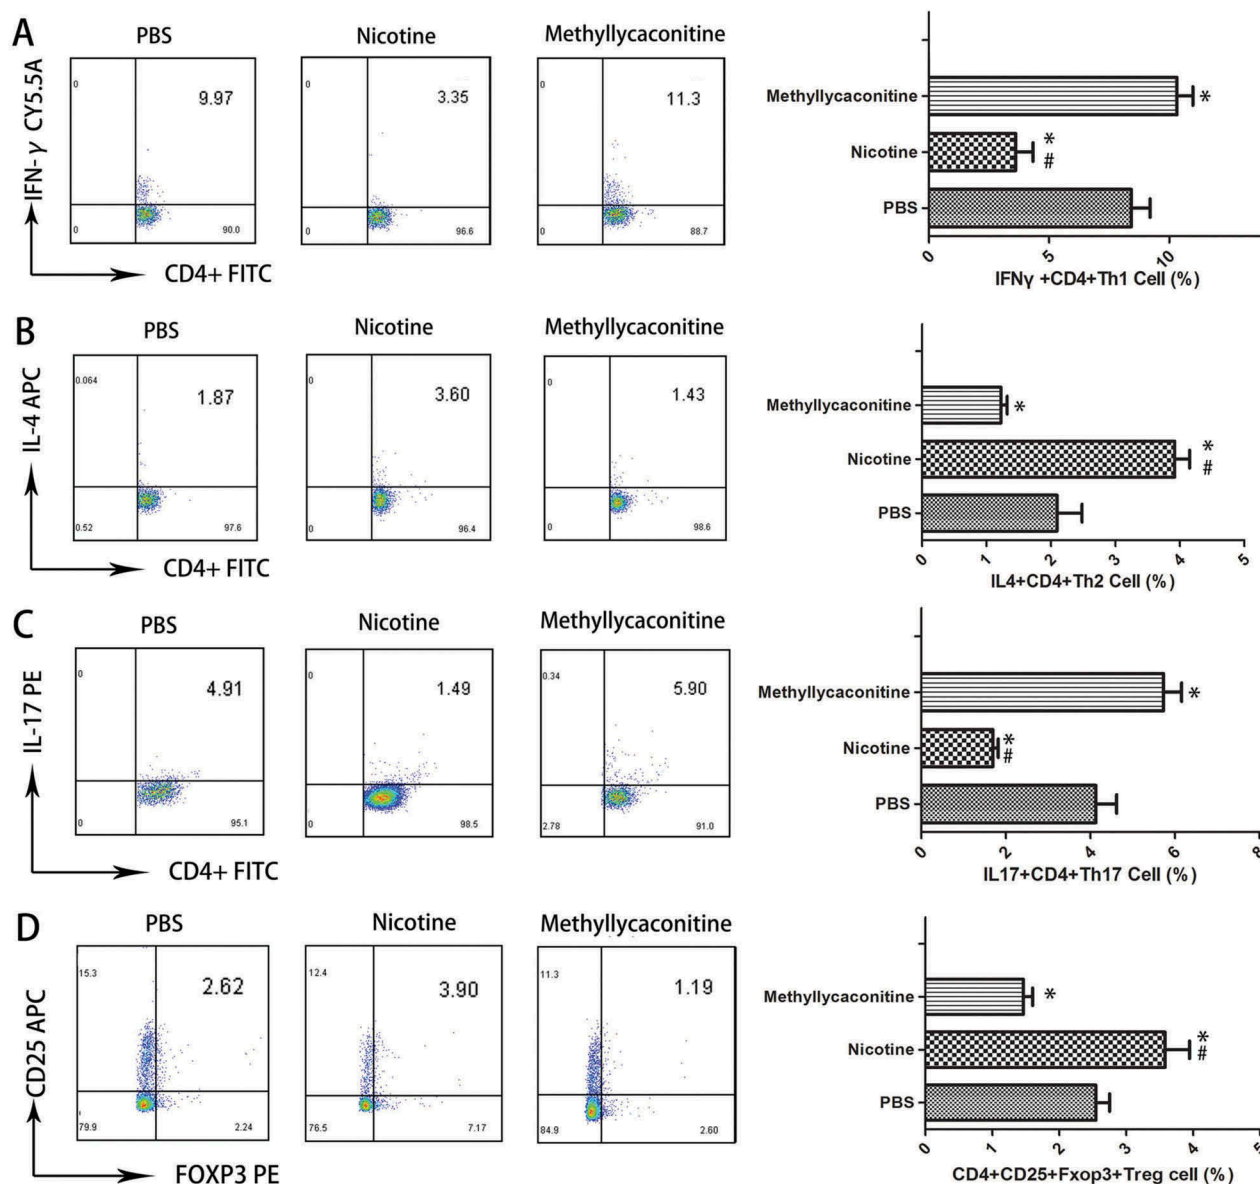 A
PBS
Nicotine
Methyllycaconitine
IFN-γ CY5.5A
0
9.97
0
90.0
0
3.35
0
96.6
0
11.3
0
88.7
CD4+ FITC
Methyllycaconitine
*
Nicotine
*
#
PBS
0
5
10
IFNγ +CD4+Th1 Cell (%)
B
PBS
Nicotine
Methyllycaconitine
IL-4 APC
0.064
1.87
0.52
97.6
0
3.60
0
96.4
0
1.43
0
98.6
CD4+ FITC
Methyllycaconitine
*
Nicotine
*
#
PBS
0
1
2
3
4
5
IL4+CD4+Th2 Cell (%)
C
PBS
Nicotine
Methyllycaconitine
IL-17 PE
0
4.91
0
95.1
0
1.49
0
98.5
0.34
5.90
2.78
91.0
CD4+ FITC
Methyllycaconitine
*
Nicotine
*
#
PBS
0
2
4
6
8
IL17+CD4+Th17 Cell (%)
D
PBS
Nicotine
Methyllycaconitine
CD25 APC
15.3
2.62
79.9
2.24
12.4
3.90
76.5
7.17
11.3
1.19
84.9
2.60
FOXP3 PE
Methyllycaconitine
*
Nicotine
*
#
PBS
0
1
2
3
4
5
CD4+CD25+Fxop3+Treg cell (%)